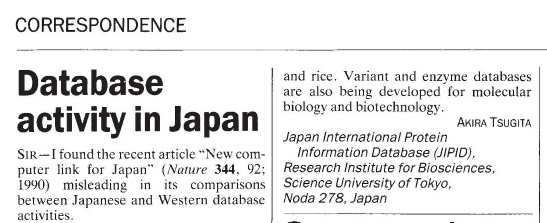 CORRESPONDENCE
Database
activity in Japan
SIR—I found the recent article “New com-
puter link for Japan” (Nature 344, 92;
1990) misleading in its comparisons
between Japanese and Western database
activities.
and rice. Variant and enzyme databases
are also being developed for molecular
biology and biotechnology.
AKIRA TSUGITA
Japan International Protein
Information Database (JIPID),
Research Institute for Biosciences,
Science University of Tokyo,
Noda 278, Japan